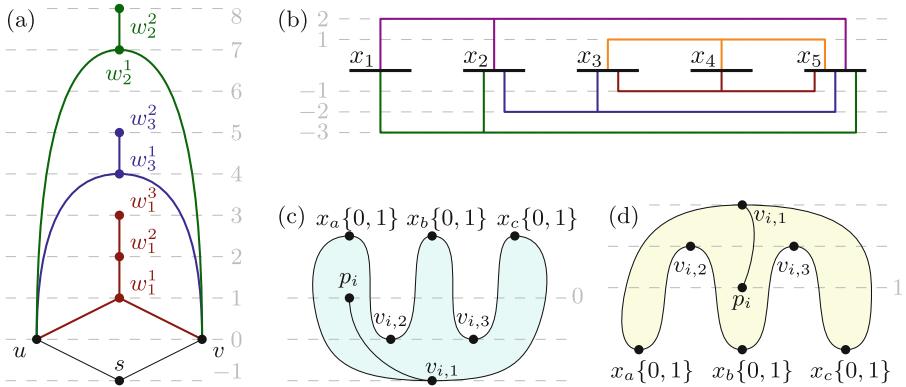 (a)
8
w_2^2
7
w_2^1
6
5
w_3^2
w_3^1
4
w_1^3
3
w_1^2
2
w_1^1
1
0
u
s
v
−1
(b)
2
1
x_1
x_2
x_3
x_4
x_5
−1
−2
−3
(c)
x_a{0, 1} x_b{0, 1} x_c{0, 1}
p_i
0
v_{i,2}
v_{i,3}
v_{i,1}
(d)
v_{i,1}
v_{i,2}
v_{i,3}
p_i
1
x_a{0, 1} x_b{0, 1} x_c{0, 1}